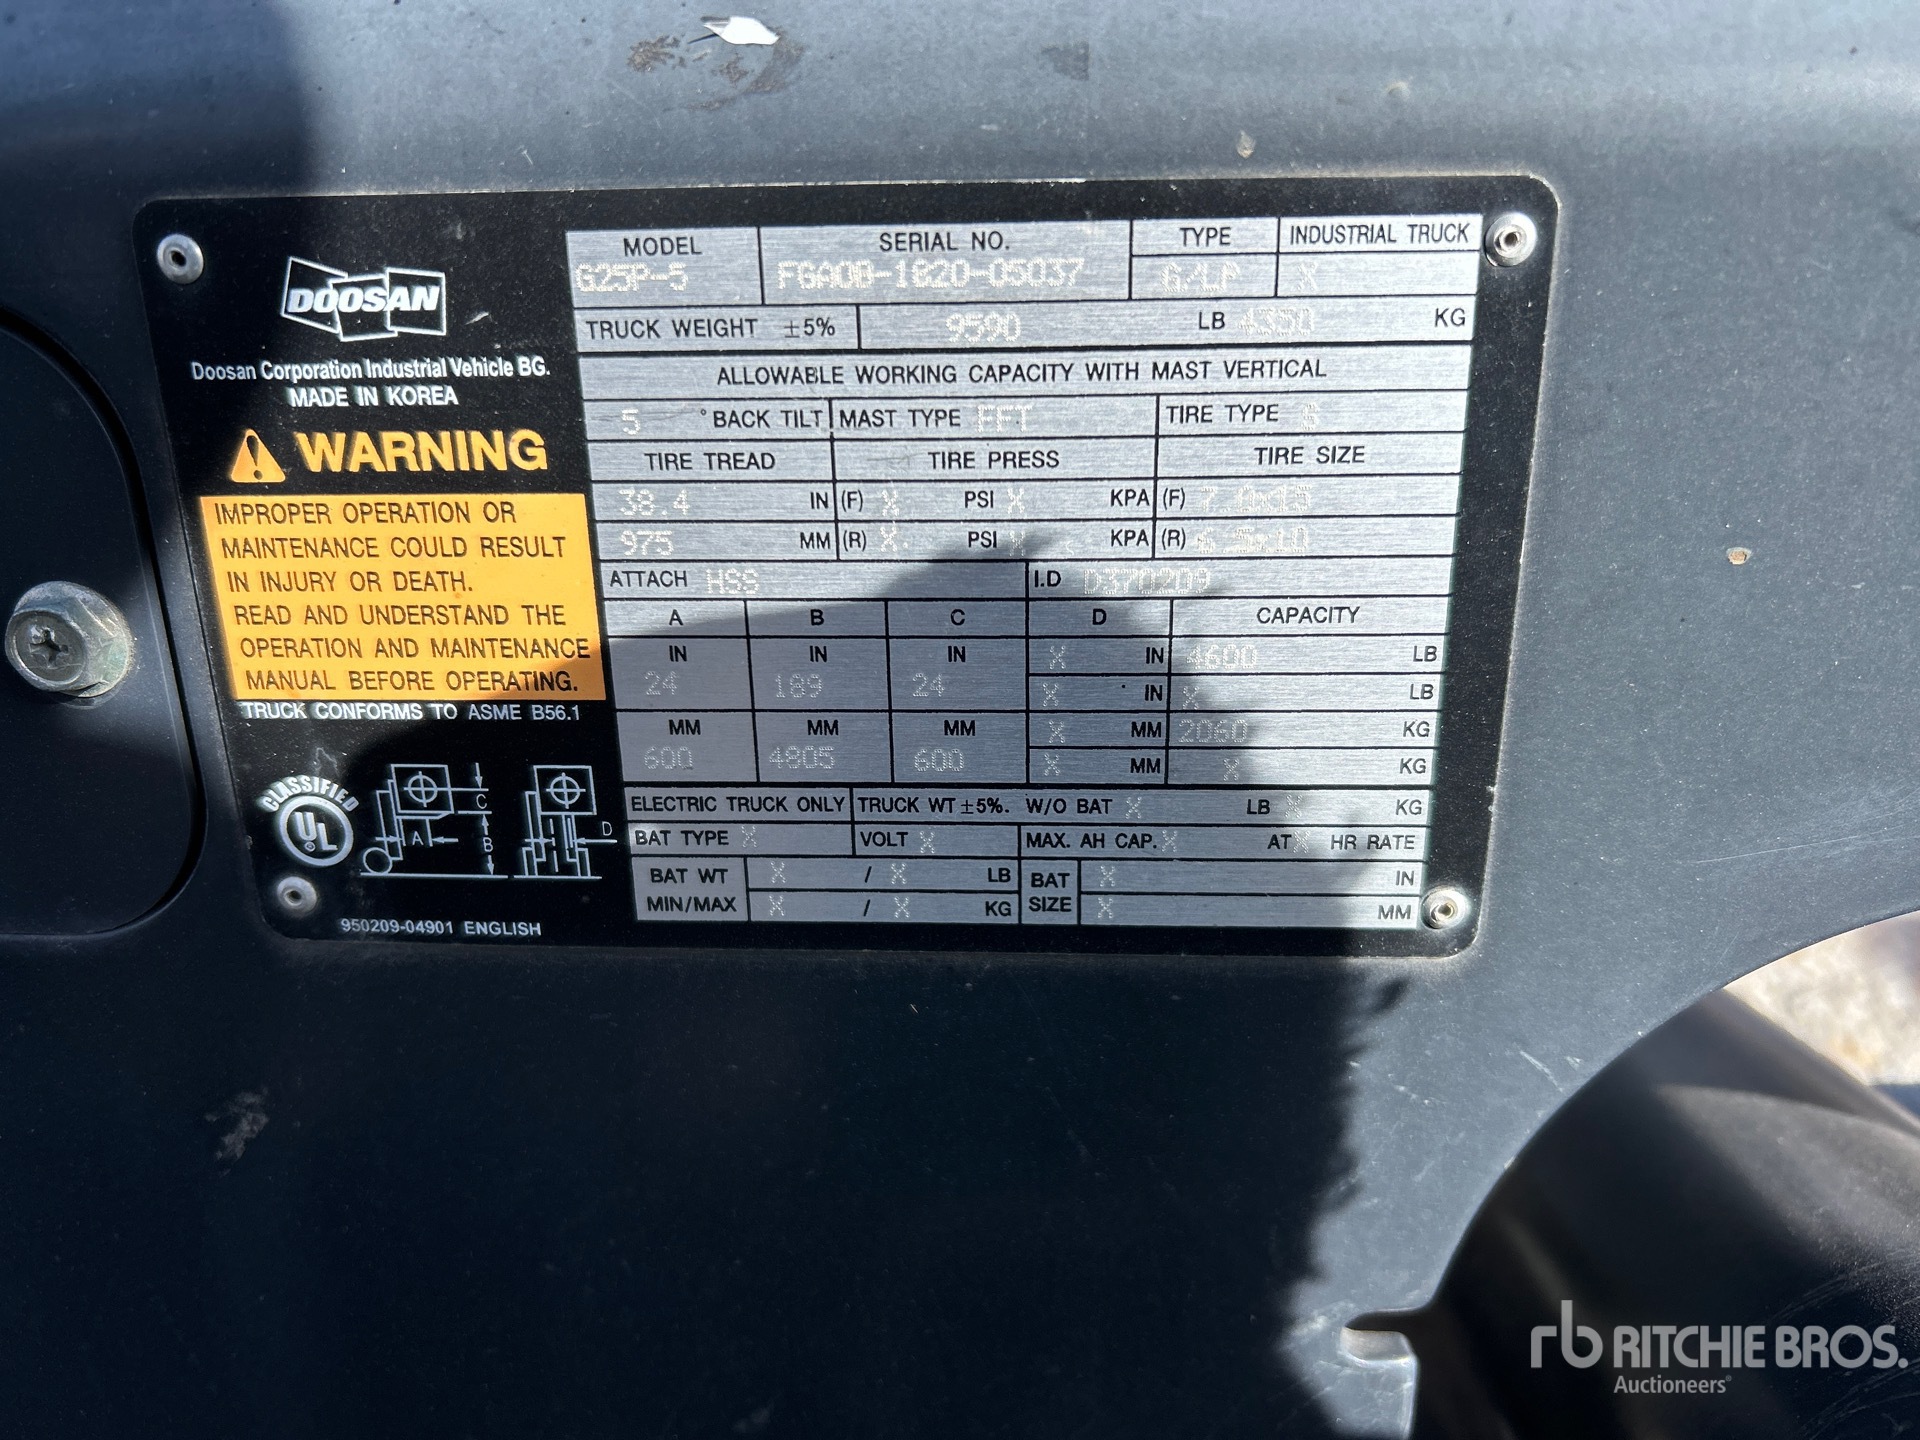 DOOSAN
Doosan Corporation Industrial Vehicle BG.
MADE IN KOREA
WARNING
IMPROPER OPERATION OR
MAINTENANCE COULD RESULT
IN INJURY OR DEATH.
READ AND UNDERSTAND THE
OPERATION AND MAINTENANCE
MANUAL BEFORE OPERATING.
TRUCK CONFORMS TO ASME B56.1
CLASSIFIED
UL
A
B
C
D
950209-04901 ENGLISH
MODEL SERIAL NO. TYPE INDUSTRIAL TRUCK
G25P-5 FGA0B-1820-05037 G/LP X
TRUCK WEIGHT ±5% 9590 LB 4350 KG
ALLOWABLE WORKING CAPACITY WITH MAST VERTICAL
5 ° BACK TILT MAST TYPE FFT TIRE TYPE S
TIRE TREAD TIRE PRESS TIRE SIZE
38.4 IN (F) X PSI X KPA (F)
975 MM (R) X. PSI X KPA (R) 6.5x10
ATTACH HSS I.D D370209
A B C D CAPACITY
IN IN IN X IN 4600 LB
24 189 24 X IN X LB
MM MM MM X MM 2060 KG
600 4805 600 X MM X KG
ELECTRIC TRUCK ONLY TRUCK WT ±5%. W/O BAT X LB X KG
BAT TYPE X VOLT X MAX. AH CAP. X AT X HR RATE
BAT WT X / X LB BAT X IN
MIN/MAX X / X KG SIZE X MM
rb RITCHIE BROS.
Auctioneers